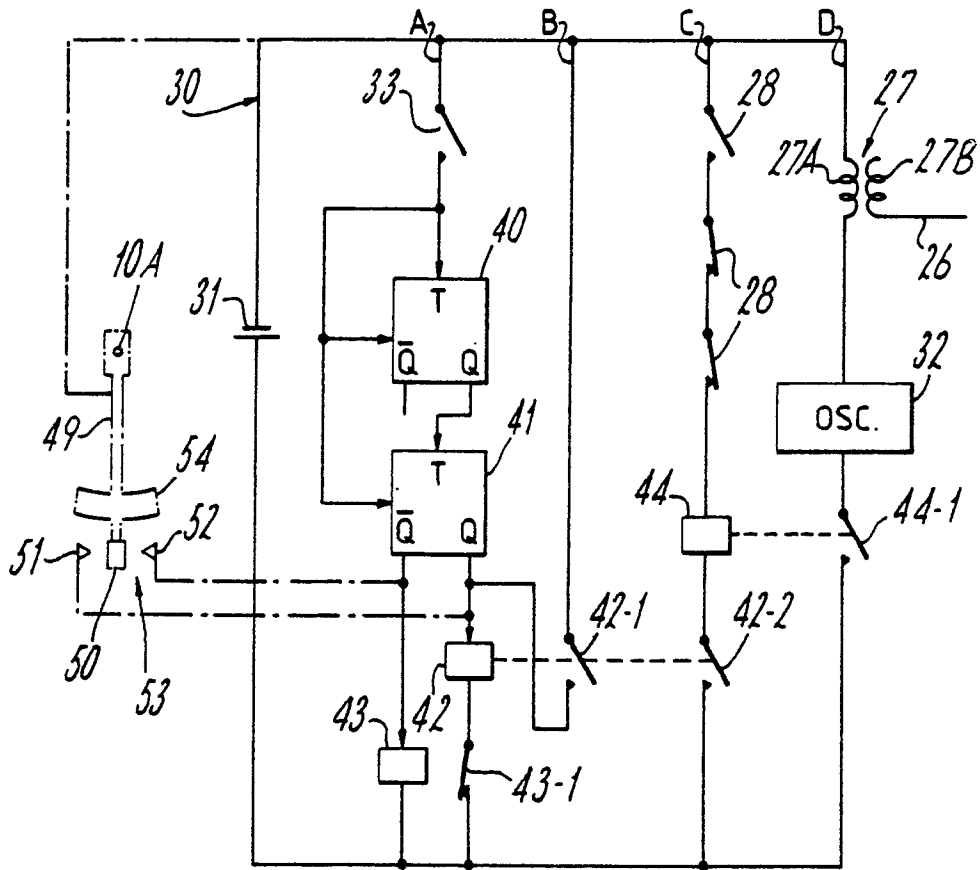 A B C D
30 33 28 27
27A 27B
40 26
10A 31 T 28
Q̅ Q 32
49 41 OSC.
54 T 44
52 Q̅ Q 44-1
51
42-1 42-2
50 53 43 42
43-1